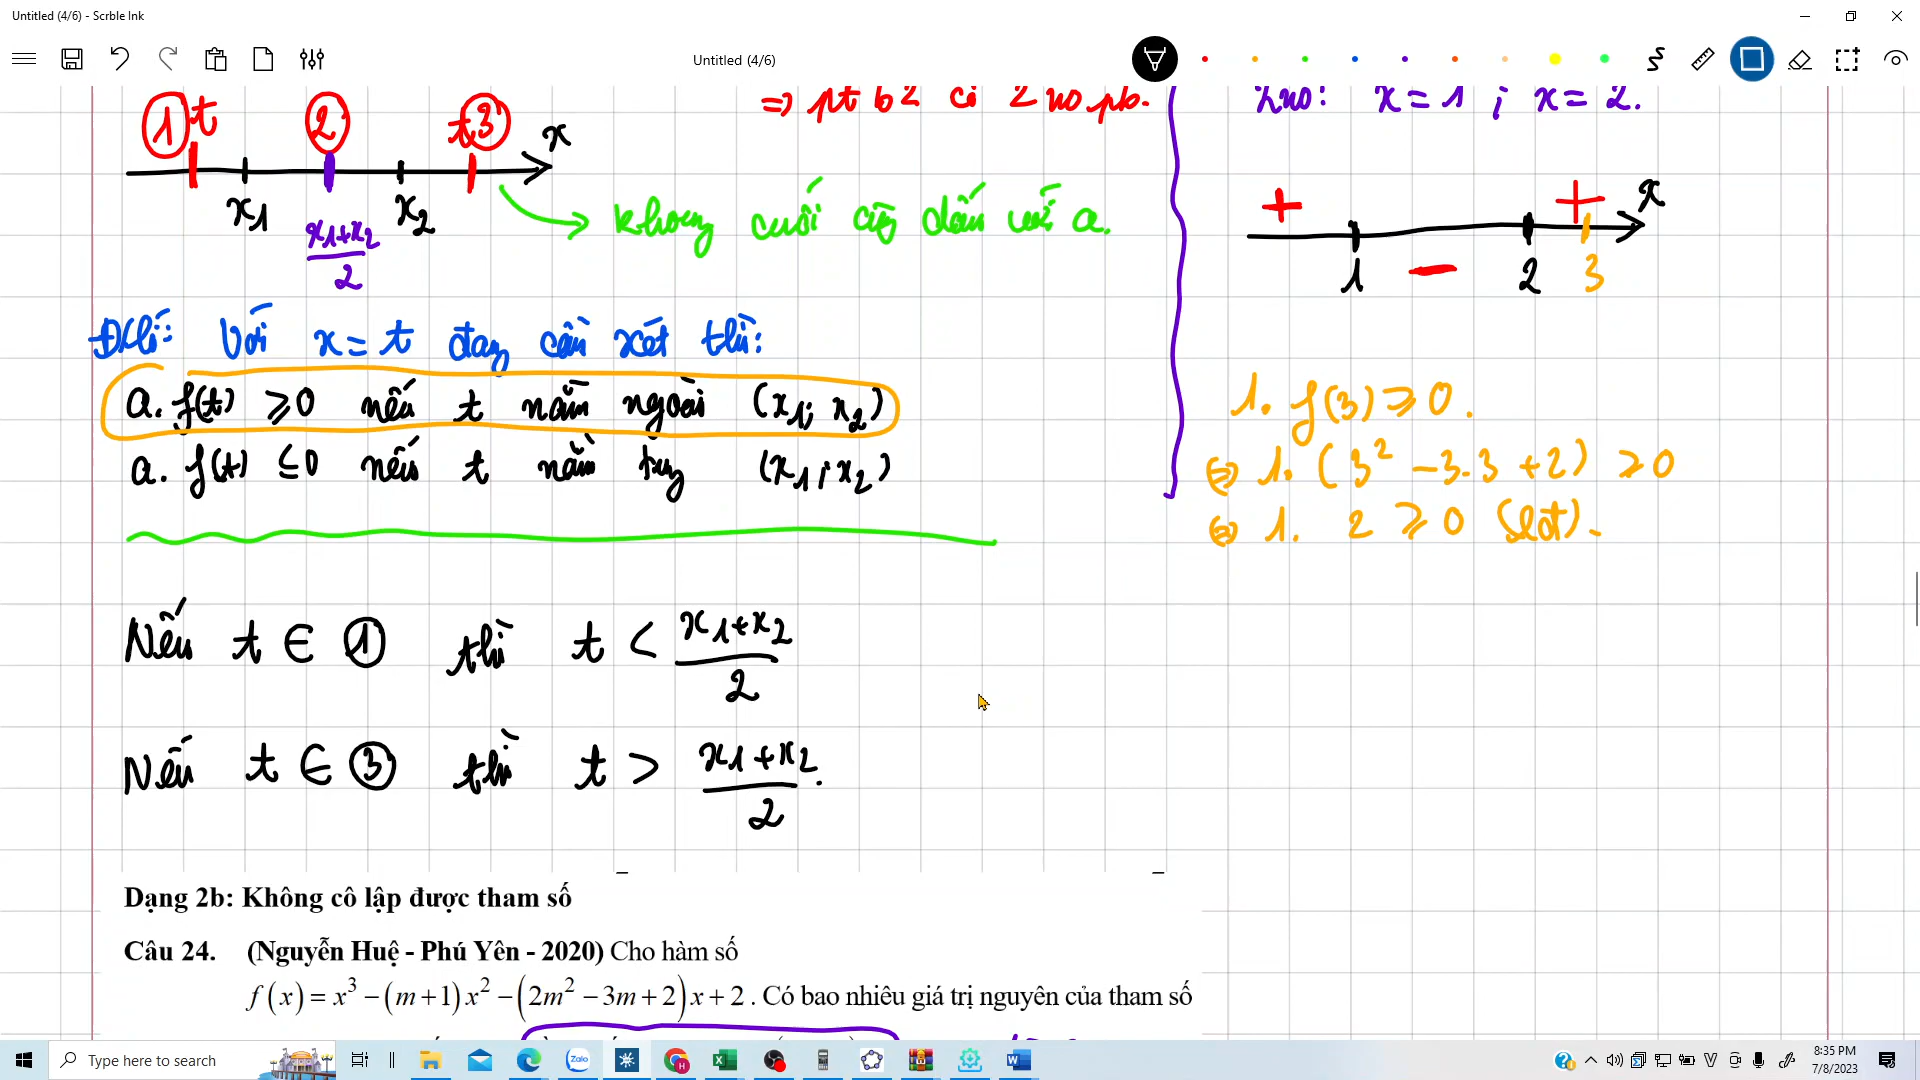 Untitled (4/6) - Scrble Ink
Untitled (4/6)
=> pt b2 có 2 no pb.
2 no: x = 1 ; x = 2.
1 t 2 t 3 x
x1 x2
x1+x2
2
khoảng cuối cùng dấu với a.
+ + x
1 - 2 3
ĐKi: Với x = t đang cần xét thì:
a. f(t) ≥ 0 nếu t nằm ngoài (x1; x2)
a. f(t) ≤ 0 nếu t nằm trg (x1; x2)
1. f(3) ≥ 0.
⇔ 1. (3² - 3.3 + 2) ≥ 0
⇔ 1. 2 ≥ 0 (lđ).
Nếu t ∈ ① thì t < x1+x2
2
Nếu t ∈ ③ thì t > x1+x2.
2
Dạng 2b: Không cô lập được tham số
Câu 24. (Nguyễn Huệ - Phú Yên - 2020) Cho hàm số
f(x) = x³ - (m+1)x² - (2m² - 3m + 2)x + 2 . Có bao nhiêu giá trị nguyên của tham số
Type here to search
8:35 PM
7/8/2023